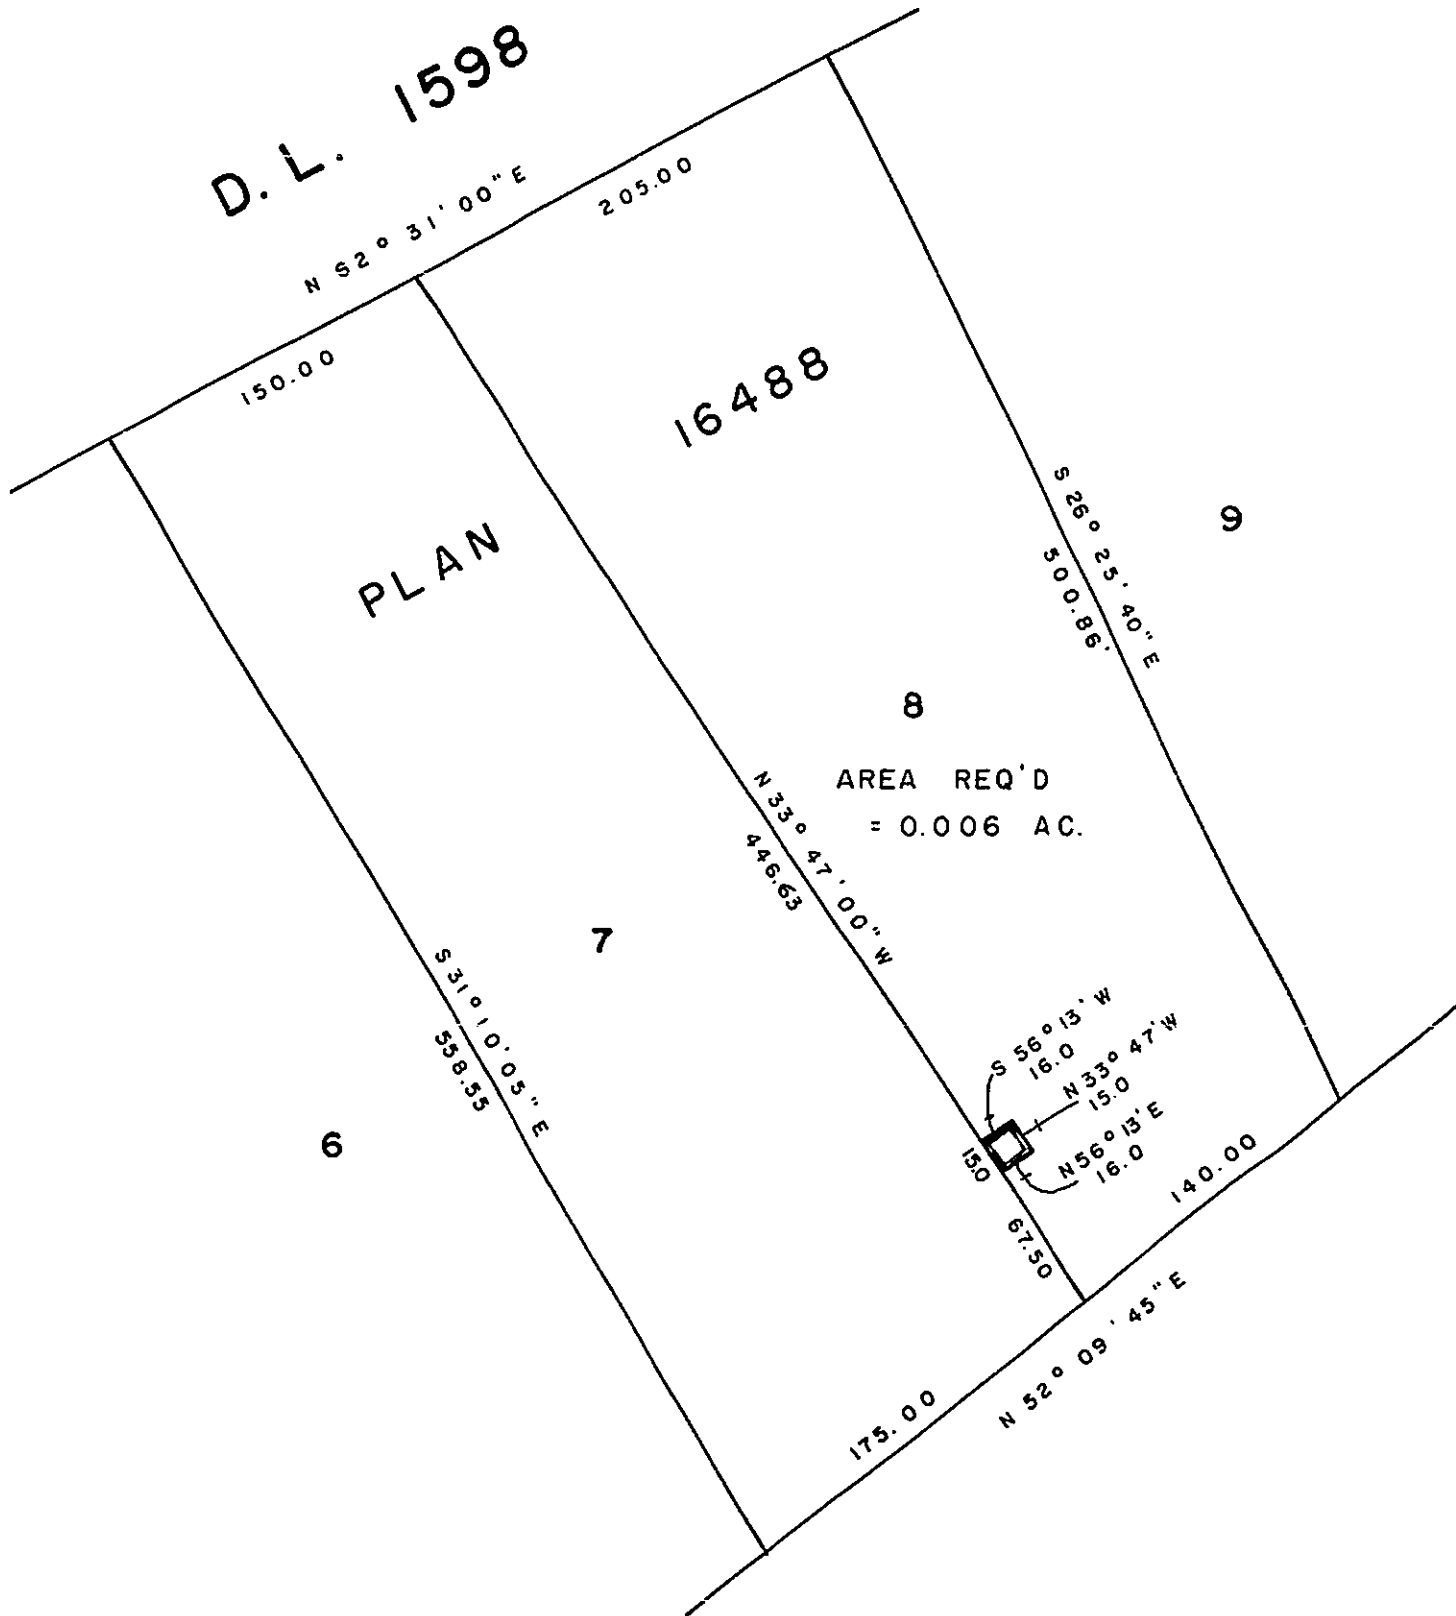 D. L. 1598
N 52° 31' 00" E
205.00
150.00
16488
PLAN
S 26° 25' 40" E
500.86'
9
8
AREA REQ'D
= 0.006 AC.
N 33° 47' 00" W
446.63
7
S 31° 10' 05" E
558.55
6
S 56° 13' W
16.0
N 33° 47' W
15.0
N 56° 13' E
16.0
15.0
67.50
140.00
175.00
N 52° 09' 45" E